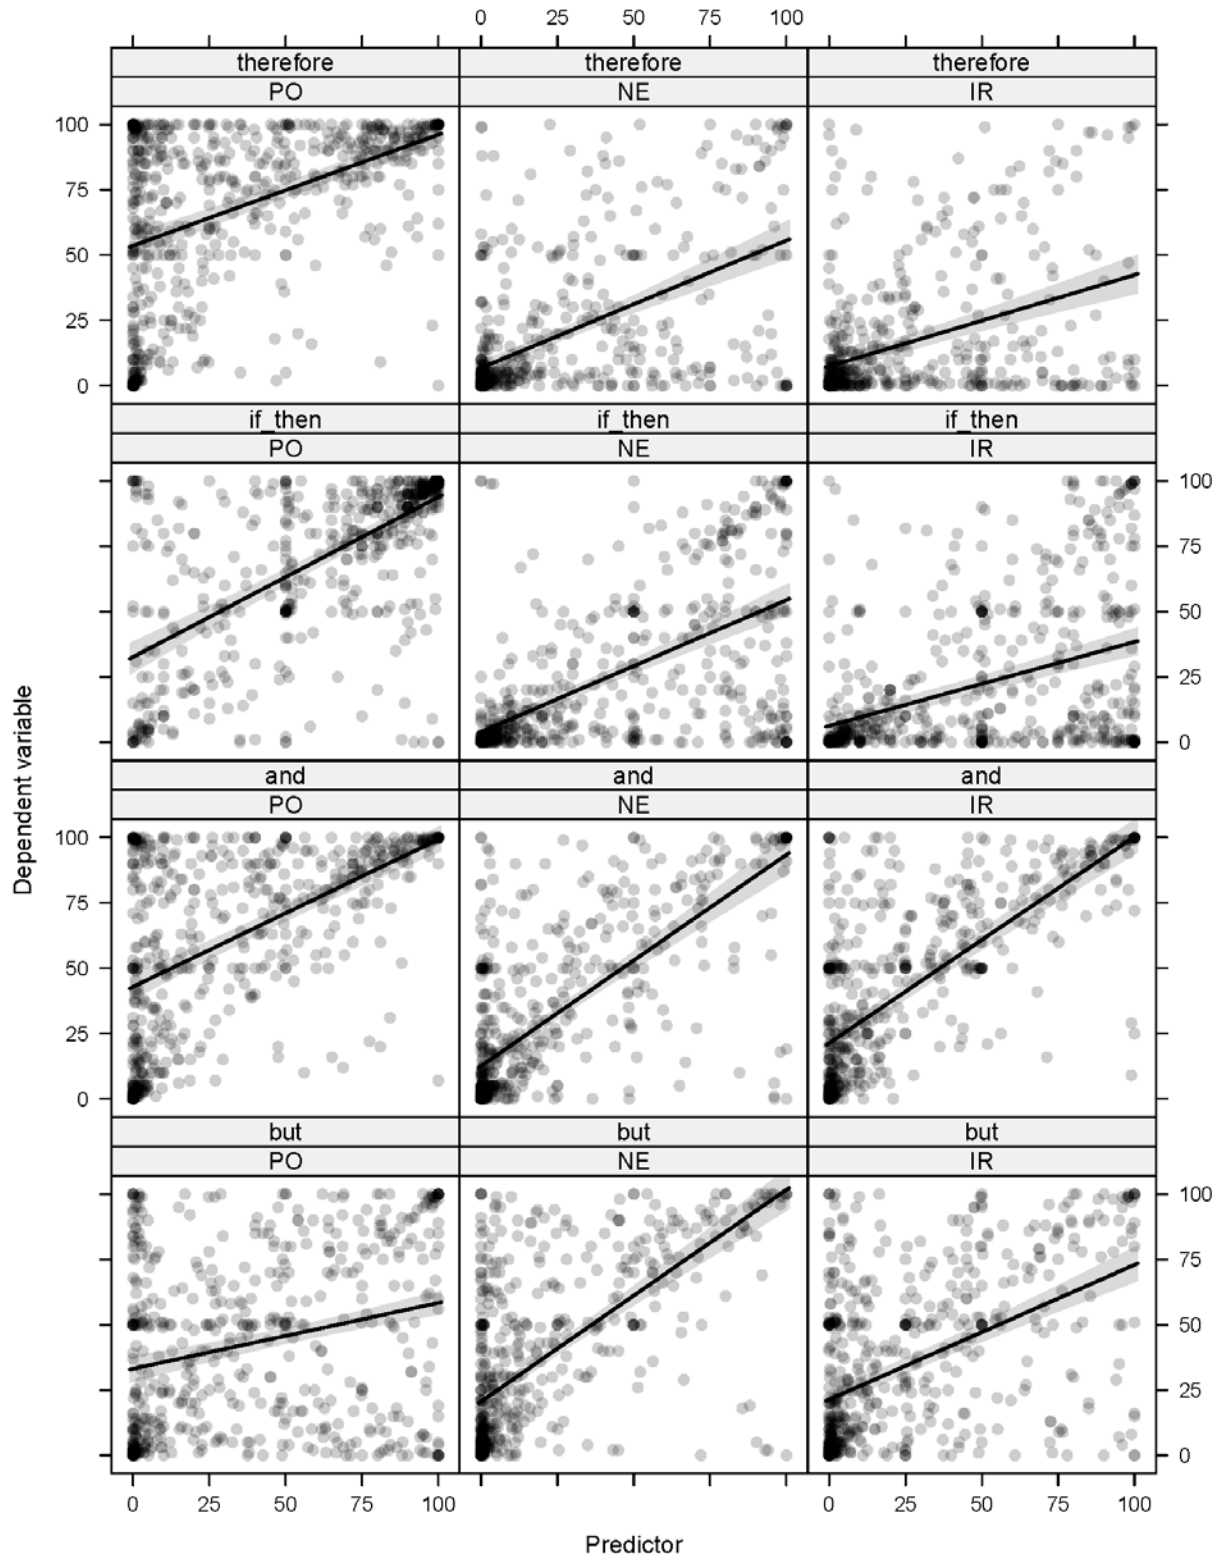 0 25 50 75 100
therefore therefore therefore
PO NE IR
100
75
50
25
0
if_then if_then if_then
PO NE IR
100
75
50
25
0
Dependent variable
and and and
PO NE IR
100
75
50
25
0
but but but
PO NE IR
100
75
50
25
0
0 25 50 75 100 0 25 50 75 100
Predictor